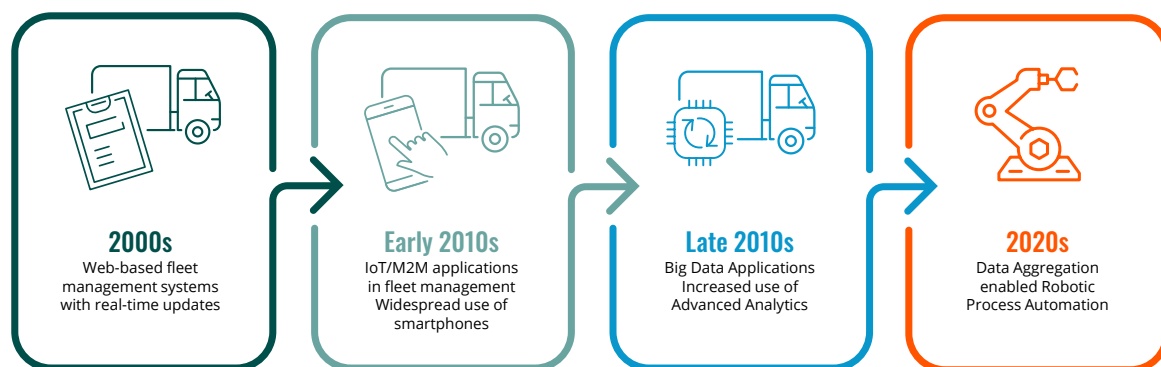 2000s
Web-based fleet
management systems
with real-time updates
Early 2010s
IoT/M2M applications
in fleet management
Widespread use of
smartphones
Late 2010s
Big Data Applications
Increased use of
Advanced Analytics
2020s
Data Aggregation
enabled Robotic
Process Automation